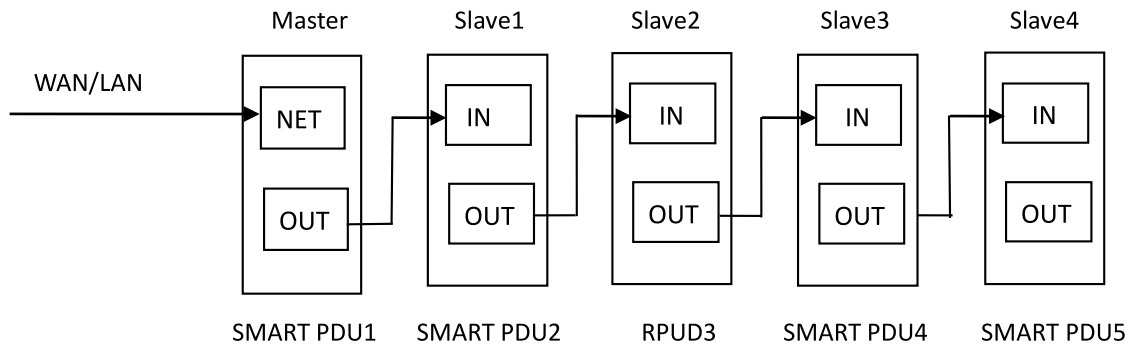 Master Slave1 Slave2 Slave3 Slave4
WAN/LAN
NET IN IN IN IN
OUT OUT OUT OUT OUT
SMART PDU1 SMART PDU2 RPUD3 SMART PDU4 SMART PDU5